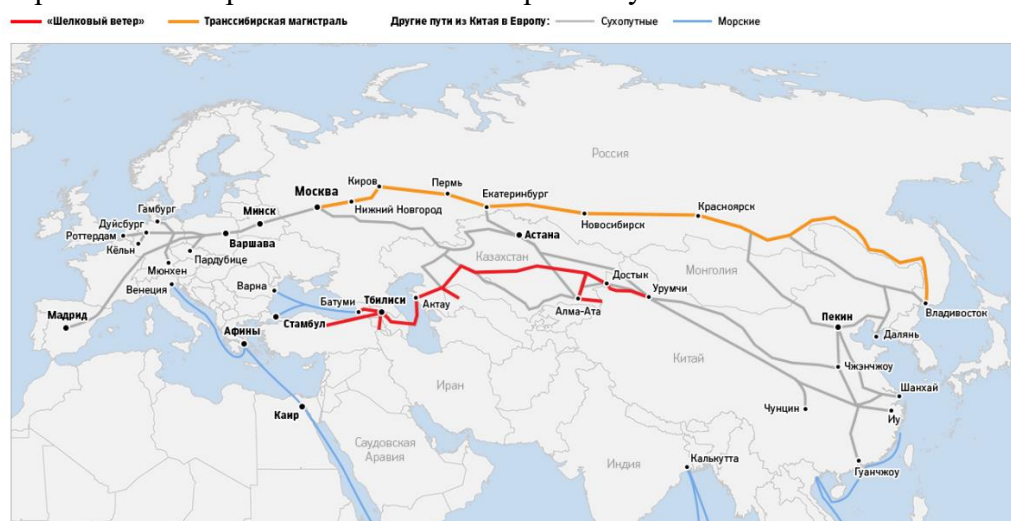 «Шелковый ветер» Транссибирская магистраль Другие пути из Китая в Европу: Сухопутные Морские
Россия
Киров
Пермь
Екатеринбург
Москва
Красноярск
Нижний Новгород
Новосибирск
Гамбург
Минск
Дуйсбург
Роттердам
Варшава
Астана
Кёльн
Пардубице
Казахстан
Монголия
Мюнхен
Достык
Венеция
Варна
Урумчи
Батуми
Тбилиси
Актау
Алма-Ата
Владивосток
Мадрид
Стамбул
Пекин
Афины
Далянь
Китай
Чжэнчжоу
Иран
Шанхай
Каир
Чунцин
Иу
Саудовская
Аравия
Калькутта
Индия
Гуанчжоу